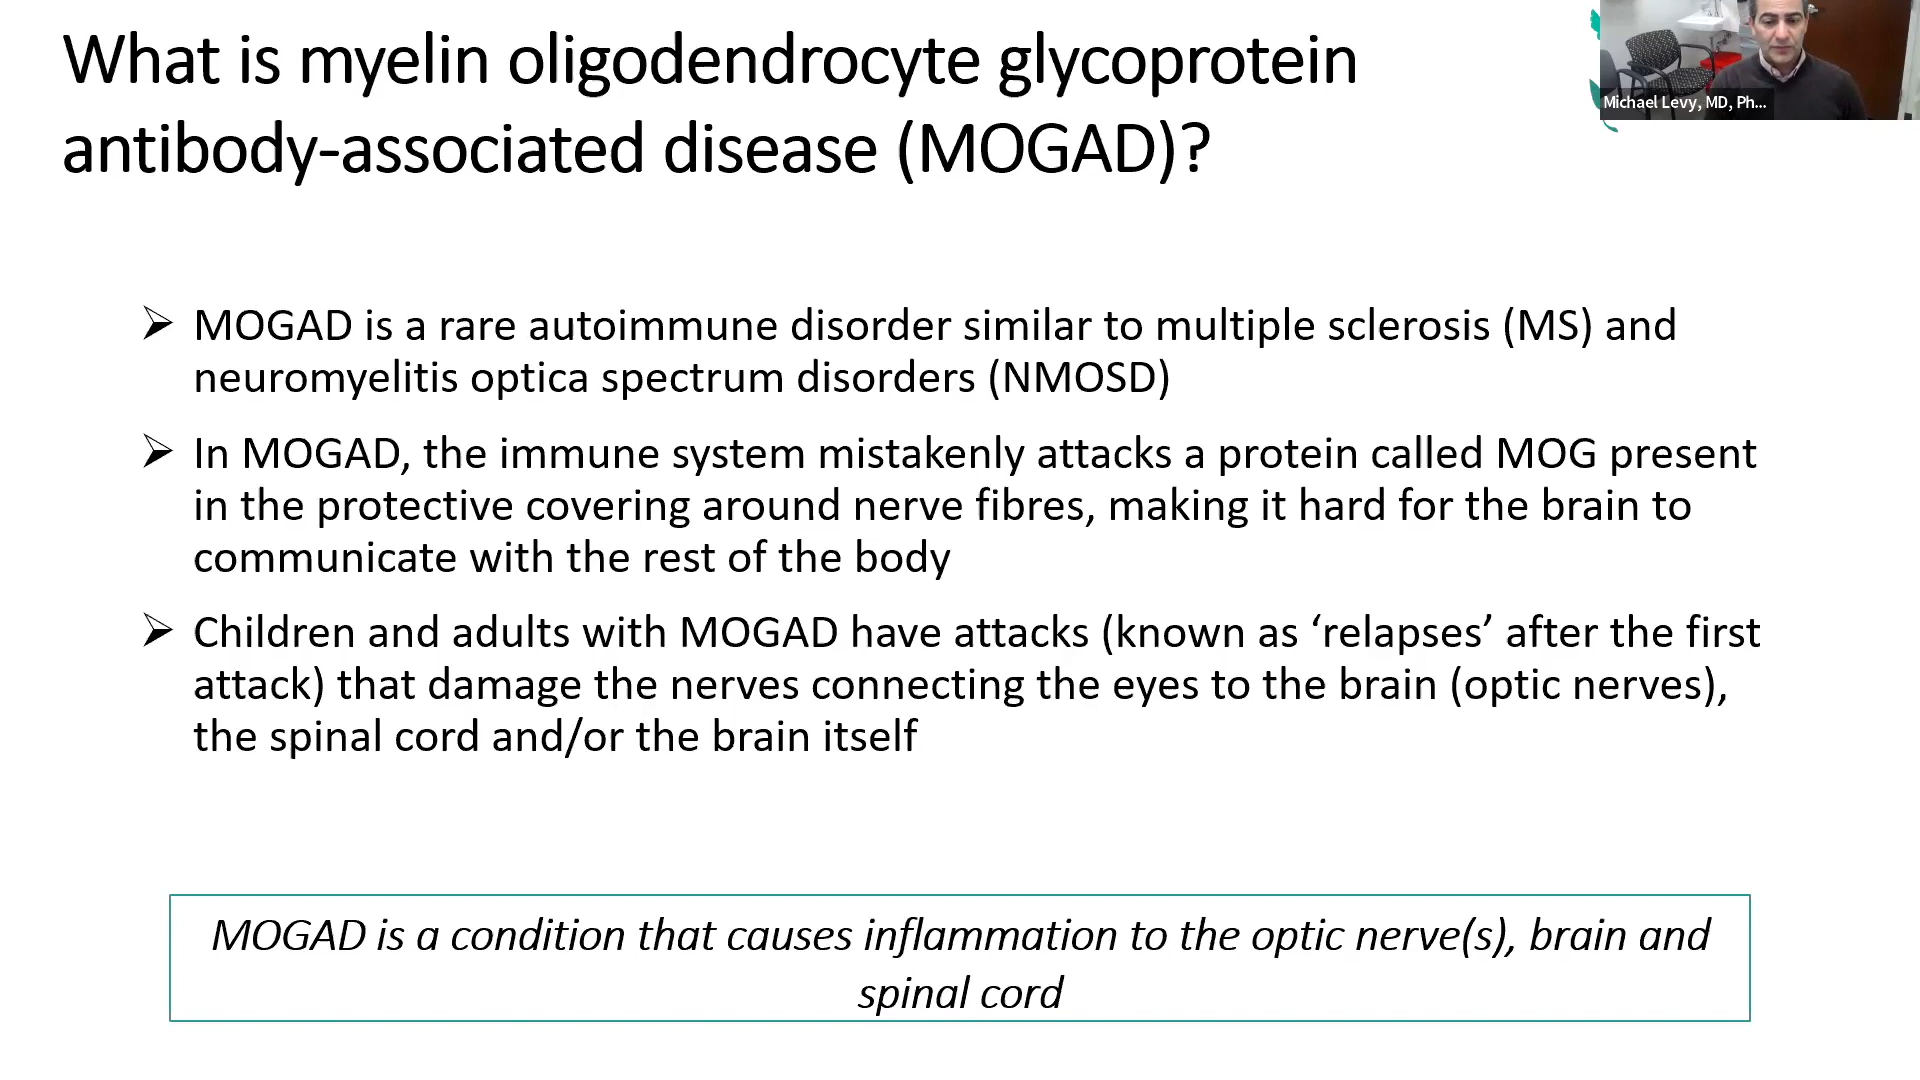 What is myelin oligodendrocyte glycoprotein
antibody-associated disease (MOGAD)?
Michael Levy, MD, Ph...
➢ MOGAD is a rare autoimmune disorder similar to multiple sclerosis (MS) and
neuromyelitis optica spectrum disorders (NMOSD)
➢ In MOGAD, the immune system mistakenly attacks a protein called MOG present
in the protective covering around nerve fibres, making it hard for the brain to
communicate with the rest of the body
➢ Children and adults with MOGAD have attacks (known as ‘relapses’ after the first
attack) that damage the nerves connecting the eyes to the brain (optic nerves),
the spinal cord and/or the brain itself
MOGAD is a condition that causes inflammation to the optic nerve(s), brain and
spinal cord